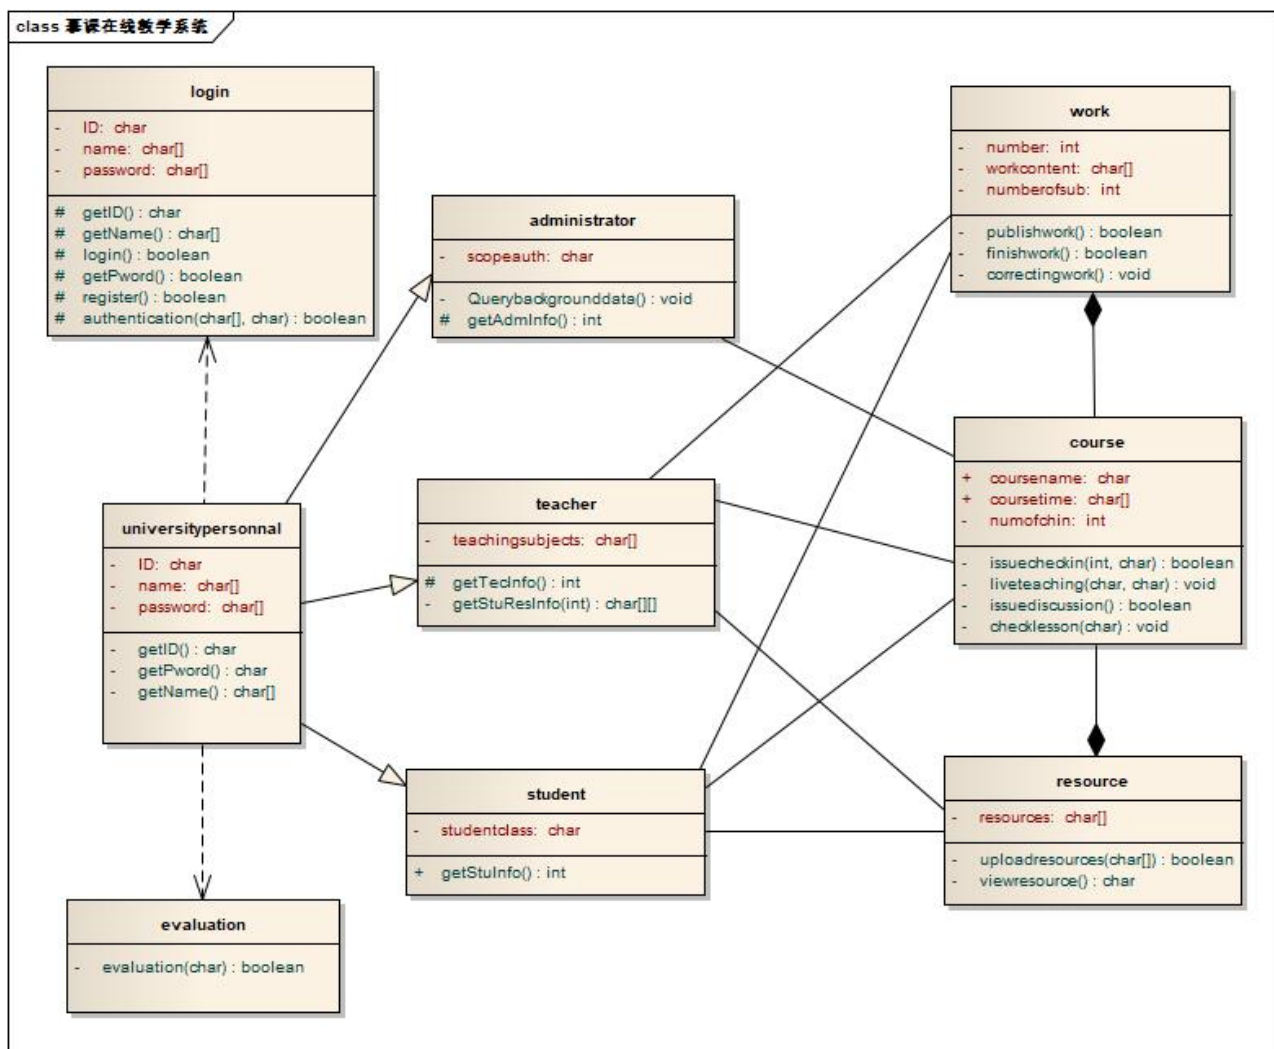 class 慕课在线教学系统
login
- ID: char
- name: char[]
- password: char[]
# getID() : char
# getName() : char[]
# login() : boolean
# getPword() : boolean
# register() : boolean
# authentication(char[], char) : boolean
administrator
- scopeauth: char
- Querybackgrounddata() : void
# getAdmInfo() : int
work
- number: int
- workcontent: char[]
- numberofsub: int
- publishwork() : boolean
- finishwork() : boolean
- correctingwork() : void
universitypersonnal
- ID: char
- name: char[]
- password: char[]
- getID() : char
- getPword() : char
- getName() : char[]
teacher
- teachingsubjects: char[]
# getTecInfo() : int
- getStuResInfo(int) : char[][]
course
+ coursename: char
+ coursetime: char[]
- numofchin: int
- issuecheckin(int, char) : boolean
- liveteaching(char, char) : void
- issuediscussion() : boolean
- checklesson(char) : void
student
- studentclass: char
+ getStuInfo() : int
resource
- resources: char[]
- uploadresources(char[]) : boolean
- viewresource() : char
evaluation
- evaluation(char) : boolean